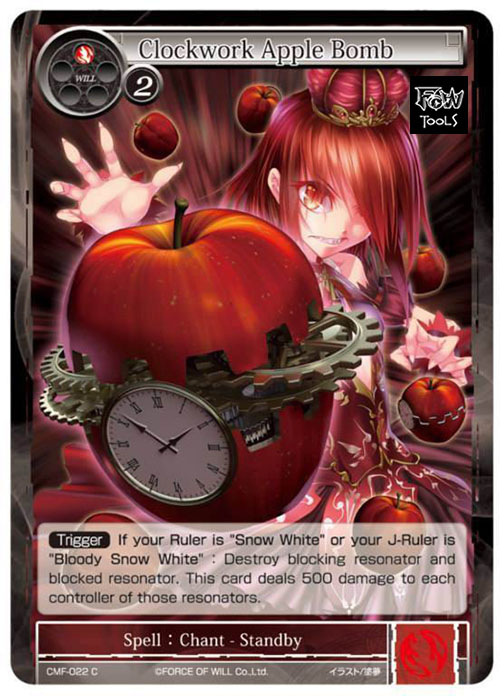 Clockwork Apple Bomb
WILL
2
FOW
TOOLS
Trigger If your Ruler is "Snow White" or your J-Ruler is
"Bloody Snow White" : Destroy blocking resonator and
blocked resonator. This card deals 500 damage to each
controller of those resonators.
Spell : Chant - Standby
CMF-022 C ©FORCE OF WILL Co.,Ltd. イラスト/塗夢